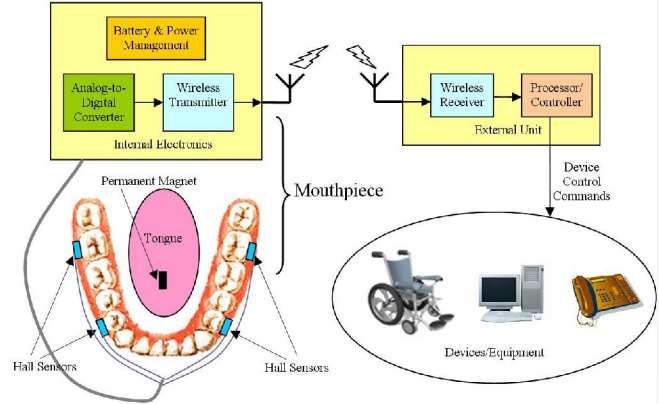 Battery & Power
Management
Analog-to-
Digital
Converter
Wireless
Transmitter
Internal Electronics
Wireless
Receiver
Processor/
Controller
External Unit
Permanent Magnet
Mouthpiece
Device
Control
Commands
Tongue
Hall Sensors
Hall Sensors
Devices/Equipment